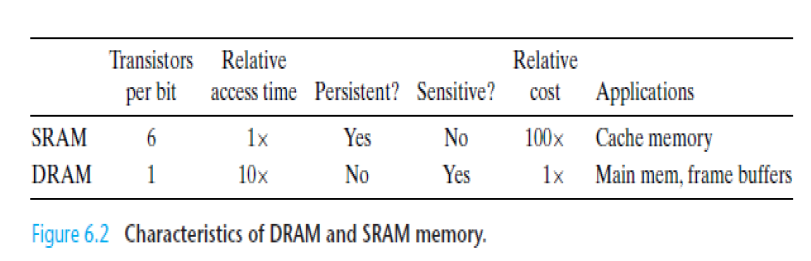 Transistors Relative Relative
per bit access time Persistent? Sensitive? cost Applications
SRAM 6 1× Yes No 100× Cache memory
DRAM 1 10× No Yes 1× Main mem, frame buffers
Figure 6.2 Characteristics of DRAM and SRAM memory.